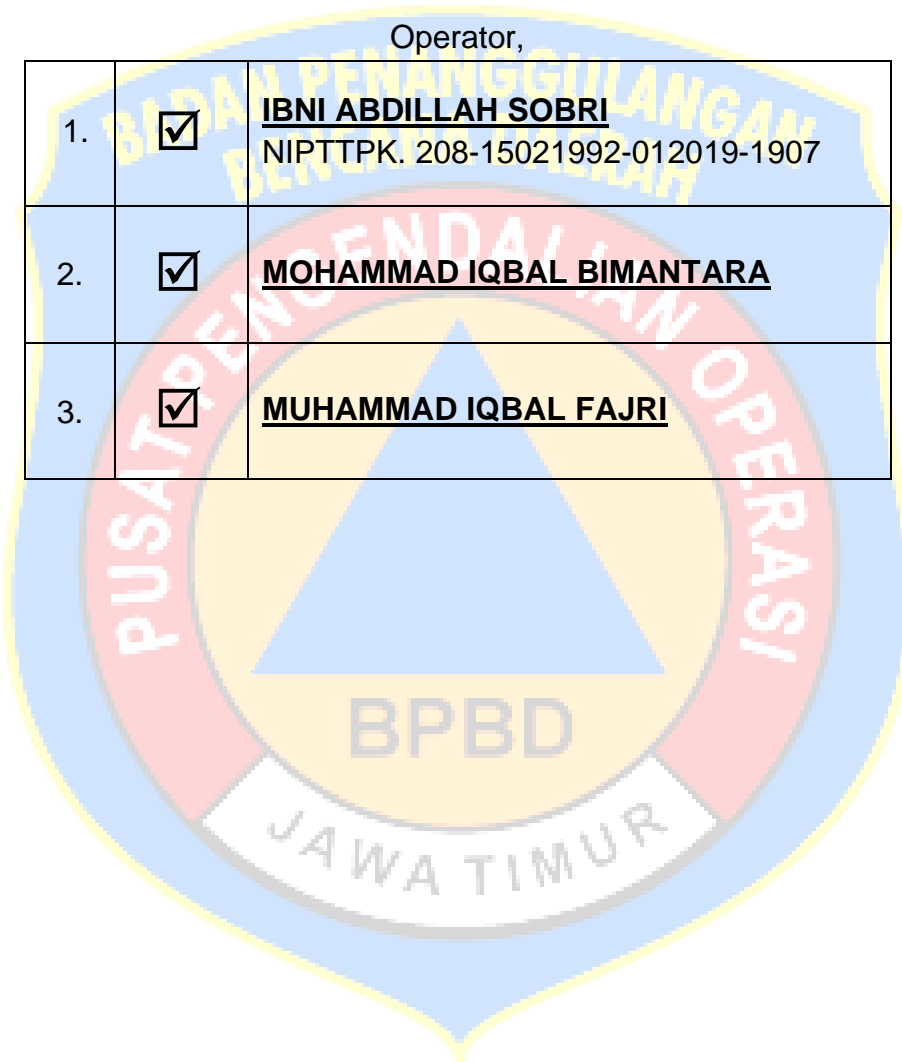 Operator,
1. ☑ IBNI ABDILLAH SOBRI
NIPTTPK. 208-15021992-012019-1907
2. ☑ MOHAMMAD IQBAL BIMANTARA
3. ☑ MUHAMMAD IQBAL FAJRI
BADAN PENANGGULANGAN
BENCANA DAERAH
PUSAT PENGENDALIAN OPERASI
BPBD
JAWA TIMUR